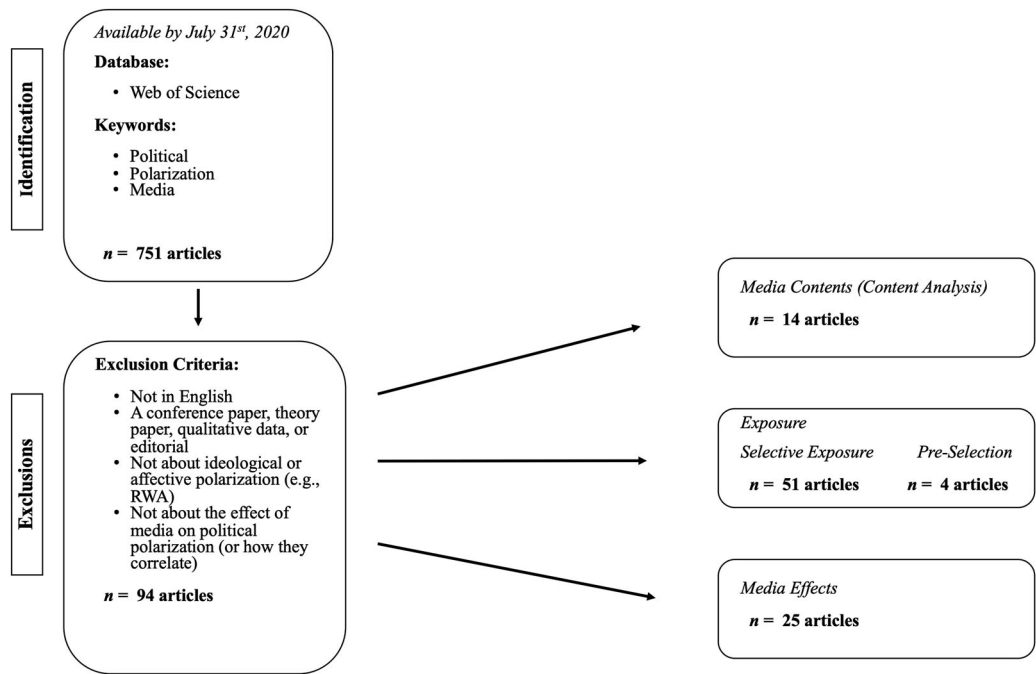 Identification
Available by July 31st, 2020
Database:
• Web of Science
Keywords:
• Political
• Polarization
• Media
n = 751 articles
Exclusions
Exclusion Criteria:
• Not in English
• A conference paper, theory
paper, qualitative data, or
editorial
• Not about ideological or
affective polarization (e.g.,
RWA)
• Not about the effect of
media on political
polarization (or how they
correlate)
n = 94 articles
Media Contents (Content Analysis)
n = 14 articles
Exposure
Selective Exposure Pre-Selection
n = 51 articles n = 4 articles
Media Effects
n = 25 articles